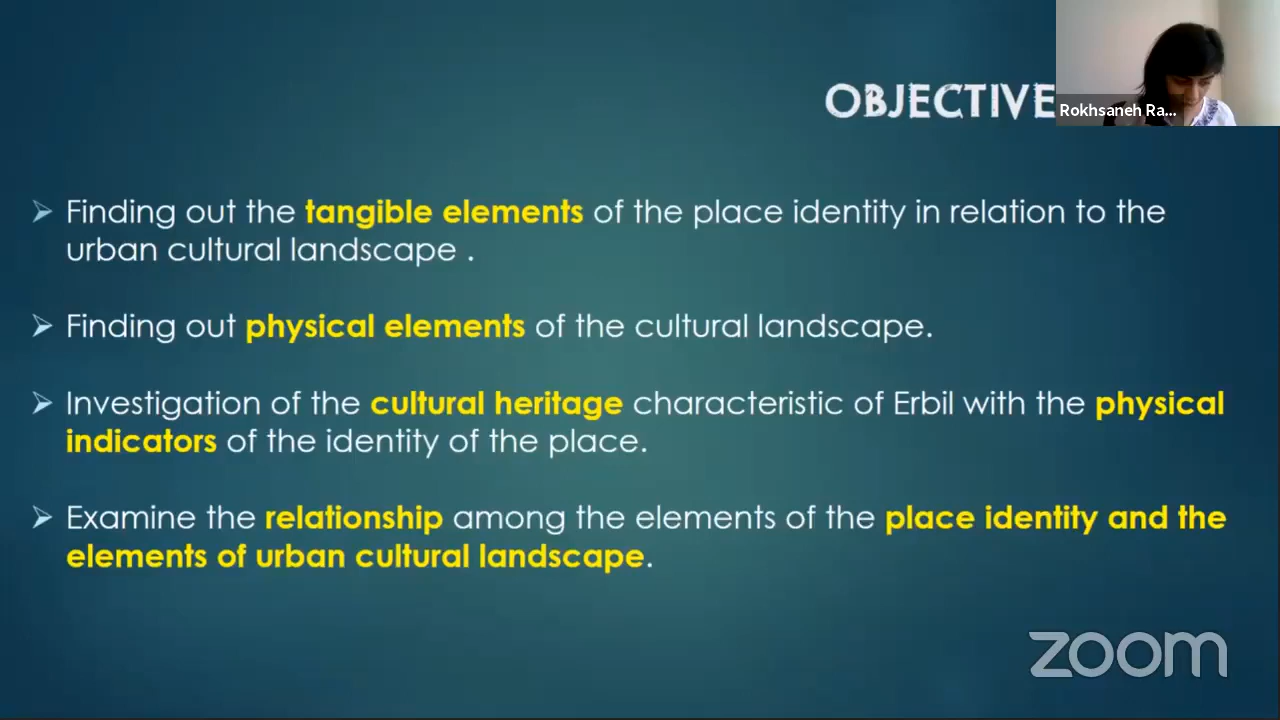 OBJECTIVE
Rokhsaneh Ra...
➢ Finding out the tangible elements of the place identity in relation to the
urban cultural landscape .
➢ Finding out physical elements of the cultural landscape.
➢ Investigation of the cultural heritage characteristic of Erbil with the physical
indicators of the identity of the place.
➢ Examine the relationship among the elements of the place identity and the
elements of urban cultural landscape.
zoom